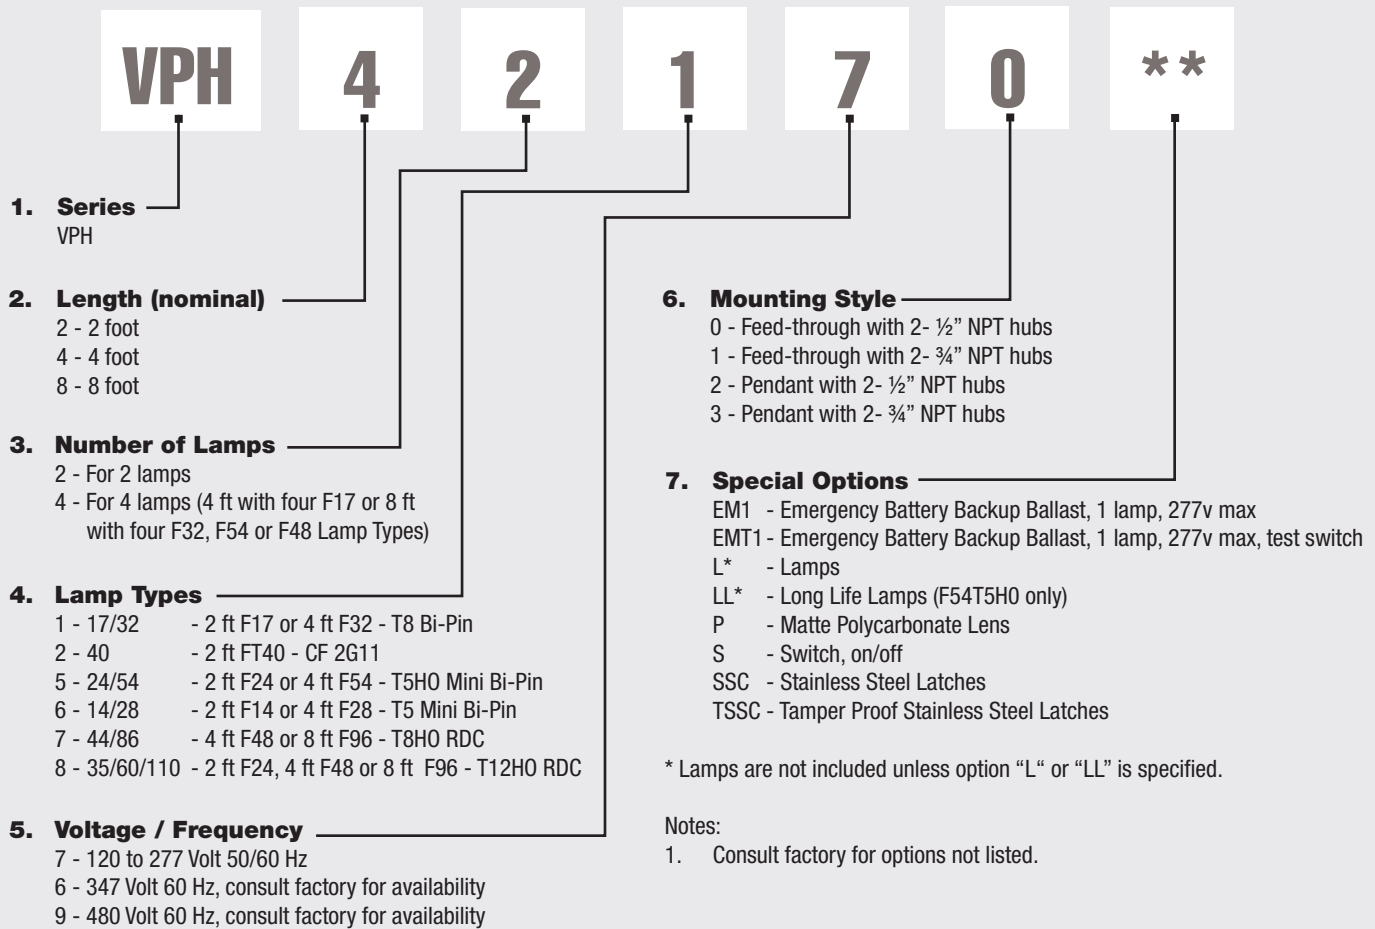 VPH 4 2 1 7 0 **
1. Series
VPH
2. Length (nominal)
2 - 2 foot
4 - 4 foot
8 - 8 foot
3. Number of Lamps
2 - For 2 lamps
4 - For 4 lamps (4 ft with four F17 or 8 ft
with four F32, F54 or F48 Lamp Types)
4. Lamp Types
1 - 17/32 - 2 ft F17 or 4 ft F32 - T8 Bi-Pin
2 - 40 - 2 ft FT40 - CF 2G11
5 - 24/54 - 2 ft F24 or 4 ft F54 - T5HO Mini Bi-Pin
6 - 14/28 - 2 ft F14 or 4 ft F28 - T5 Mini Bi-Pin
7 - 44/86 - 4 ft F48 or 8 ft F96 - T8HO RDC
8 - 35/60/110 - 2 ft F24, 4 ft F48 or 8 ft F96 - T12HO RDC
5. Voltage / Frequency
7 - 120 to 277 Volt 50/60 Hz
6 - 347 Volt 60 Hz, consult factory for availability
9 - 480 Volt 60 Hz, consult factory for availability
6. Mounting Style
0 - Feed-through with 2- ½” NPT hubs
1 - Feed-through with 2- ¾” NPT hubs
2 - Pendant with 2- ½” NPT hubs
3 - Pendant with 2- ¾” NPT hubs
7. Special Options
EM1 - Emergency Battery Backup Ballast, 1 lamp, 277v max
EMT1 - Emergency Battery Backup Ballast, 1 lamp, 277v max, test switch
L* - Lamps
LL* - Long Life Lamps (F54T5H0 only)
P - Matte Polycarbonate Lens
S - Switch, on/off
SSC - Stainless Steel Latches
TSSC - Tamper Proof Stainless Steel Latches
* Lamps are not included unless option “L“ or “LL” is specified.
Notes:
1. Consult factory for options not listed.